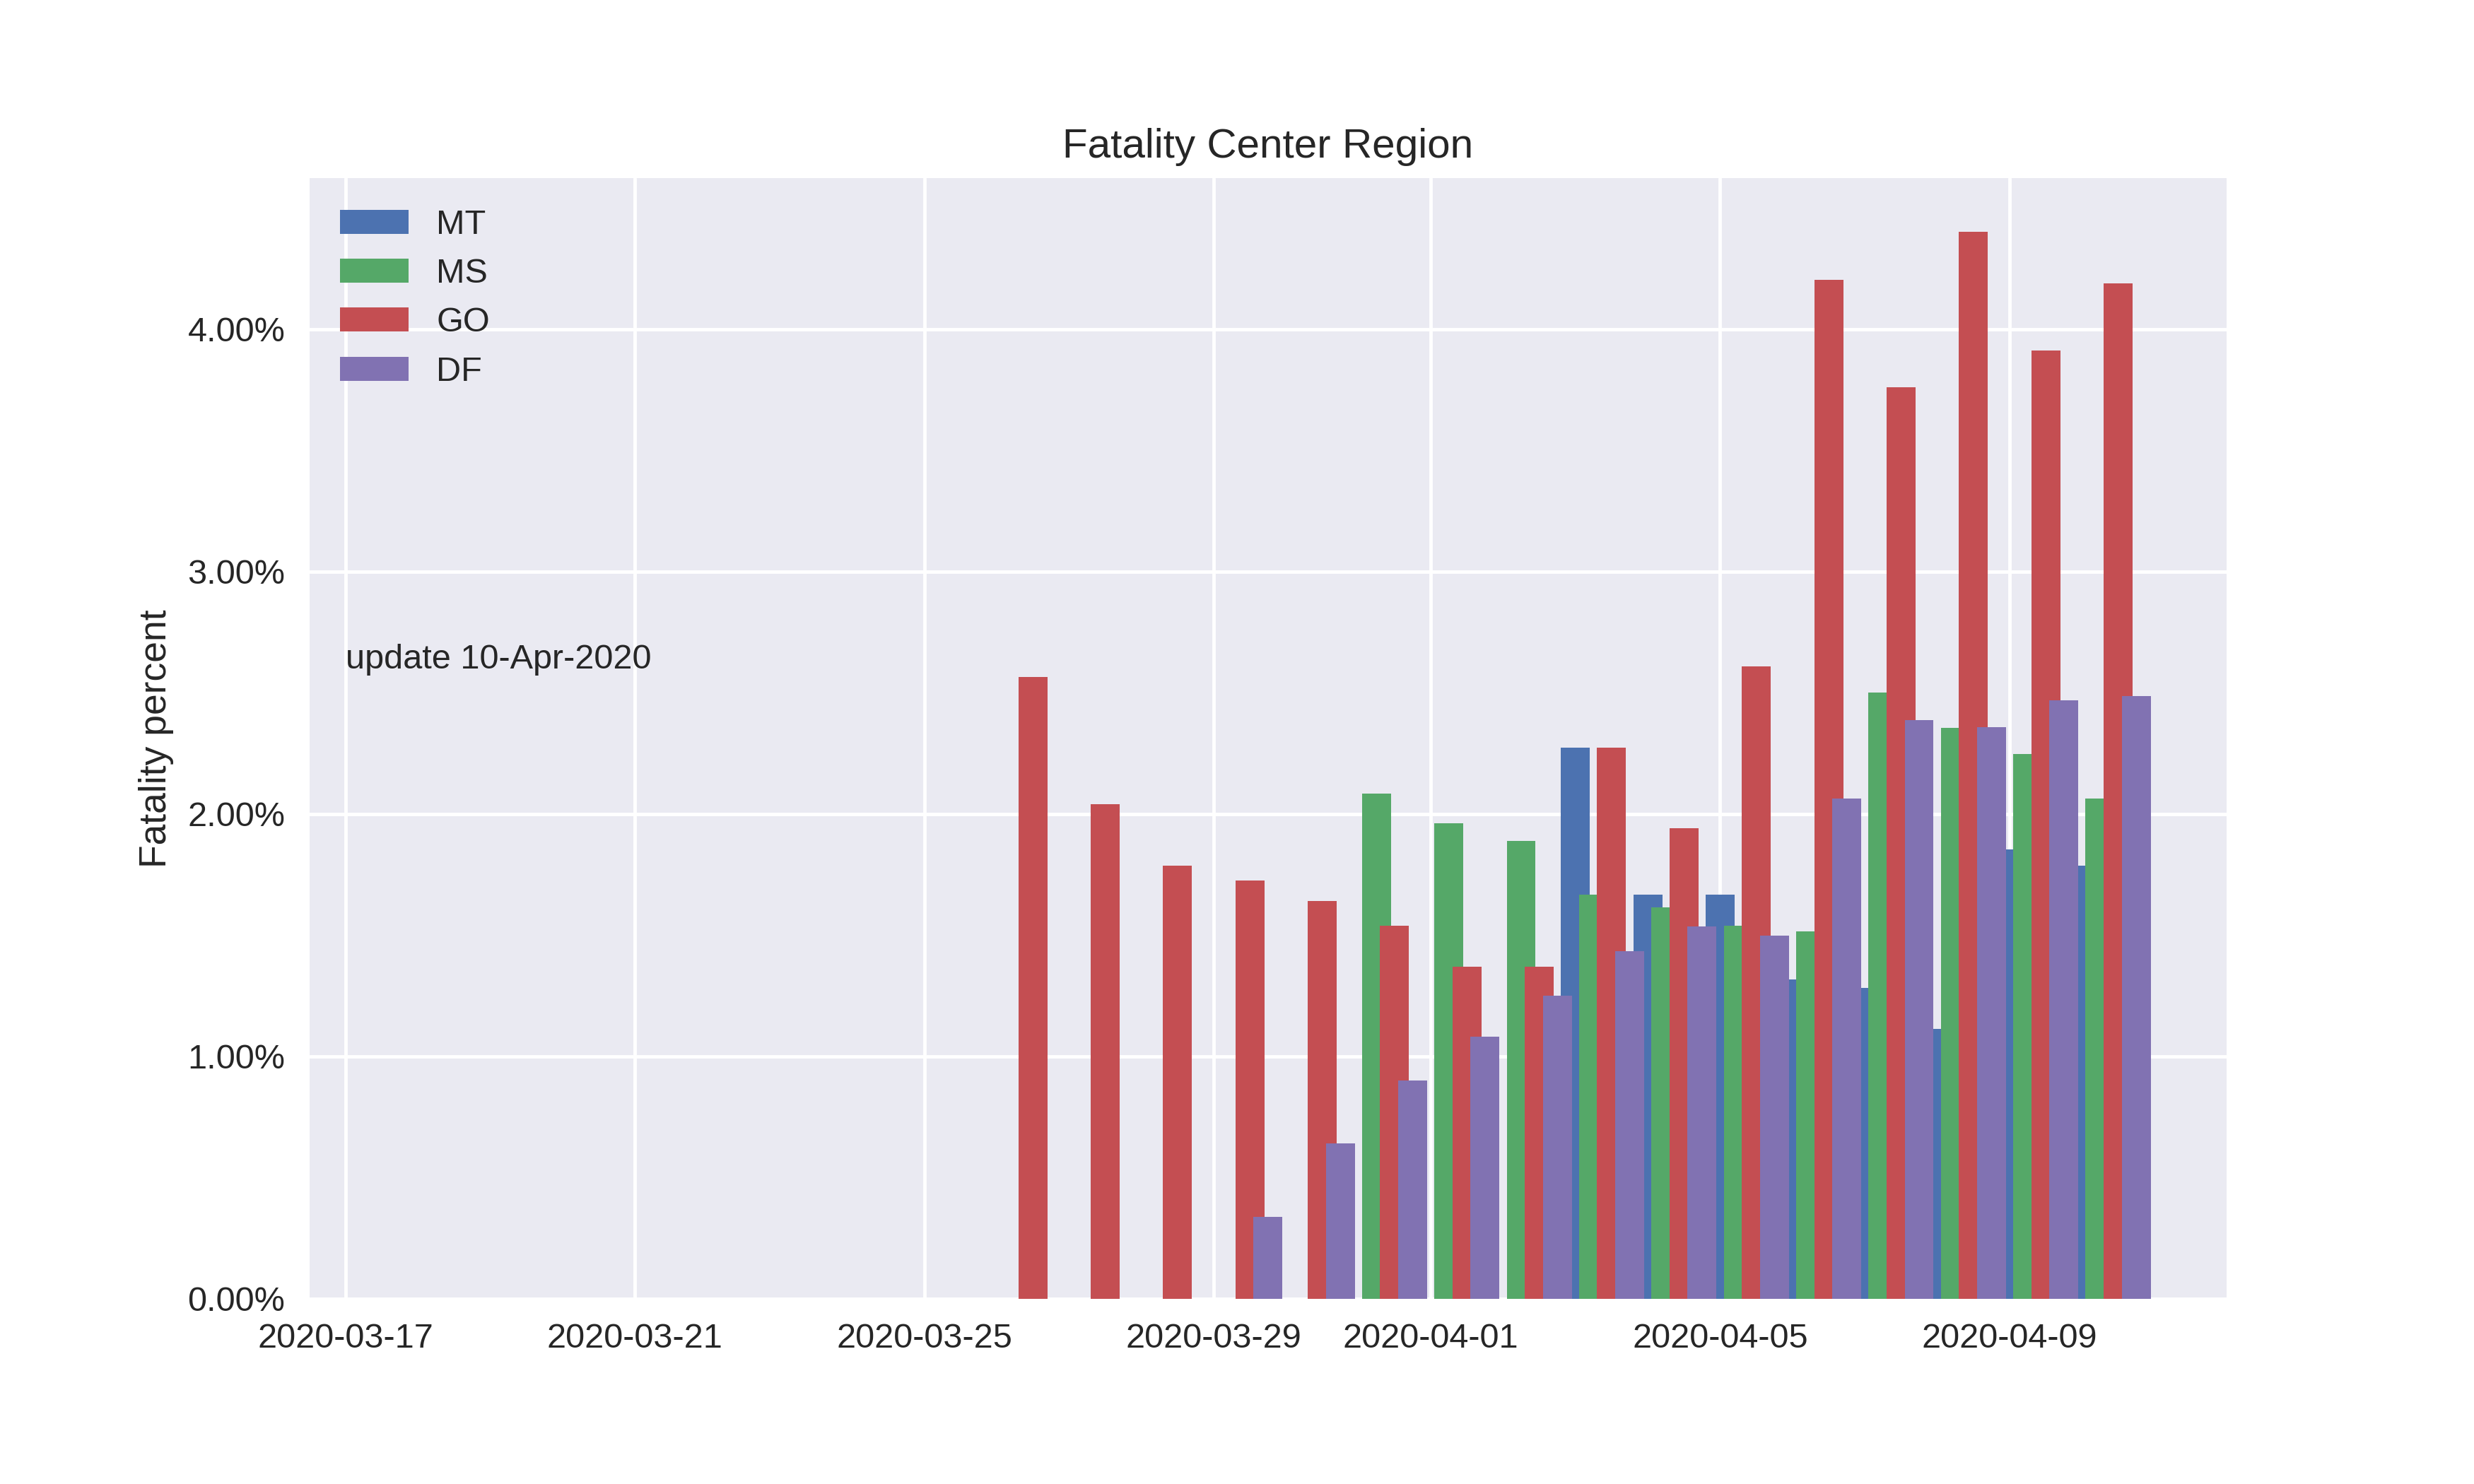 Fatality Center Region
MT
MS
GO
DF
4.00%
3.00%
2.00%
1.00%
0.00%
Fatality percent
update 10-Apr-2020
2020-03-17
2020-03-21
2020-03-25
2020-03-29
2020-04-01
2020-04-05
2020-04-09